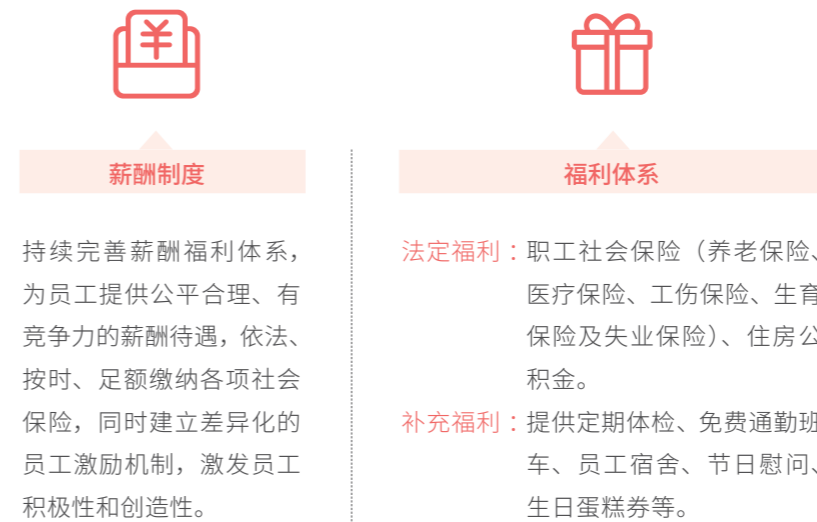 薪酬制度
持续完善薪酬福利体系，
为员工提供公平合理、有
竞争力的薪酬待遇，依法、
按时、足额缴纳各项社会
保险，同时建立差异化的
员工激励机制，激发员工
积极性和创造性。
福利体系
法定福利：职工社会保险（养老保险、
医疗保险、工伤保险、生育
保险及失业保险）、住房公
积金。
补充福利：提供定期体检、免费通勤班
车、员工宿舍、节日慰问、
生日蛋糕券等。